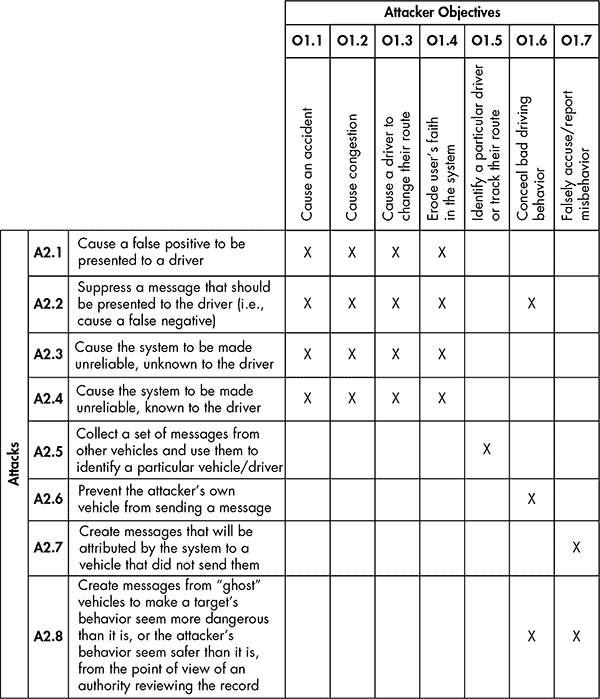 Attacker Objectives
O1.1 O1.2 O1.3 O1.4 O1.5 O1.6 O1.7
Cause an accident
Cause congestion
Cause a driver to
change their route
Erode user's faith
in the system
Identify a particular driver
or track their route
Conceal bad driving
behavior
Falsely accuse/report
misbehavior
Attacks
A2.1
Cause a false positive to be
presented to a driver
X X X X
A2.2
Suppress a message that should
be presented to the driver (i.e.,
cause a false negative)
X X X X X
A2.3
Cause the system to be made
unreliable, unknown to the driver
X X X X
A2.4
Cause the system to be made
unreliable, known to the driver
X X X X
A2.5
Collect a set of messages from
other vehicles and use them to
identify a particular vehicle/driver
X
A2.6
Prevent the attacker's own
vehicle from sending a message
X
A2.7
Create messages that will be
attributed by the system to a
vehicle that did not send them
X
A2.8
Create messages from "ghost"
vehicles to make a target's
behavior seem more dangerous
than it is, or the attacker's
behavior seem safer than it is,
from the point of view of an
authority reviewing the record
X X